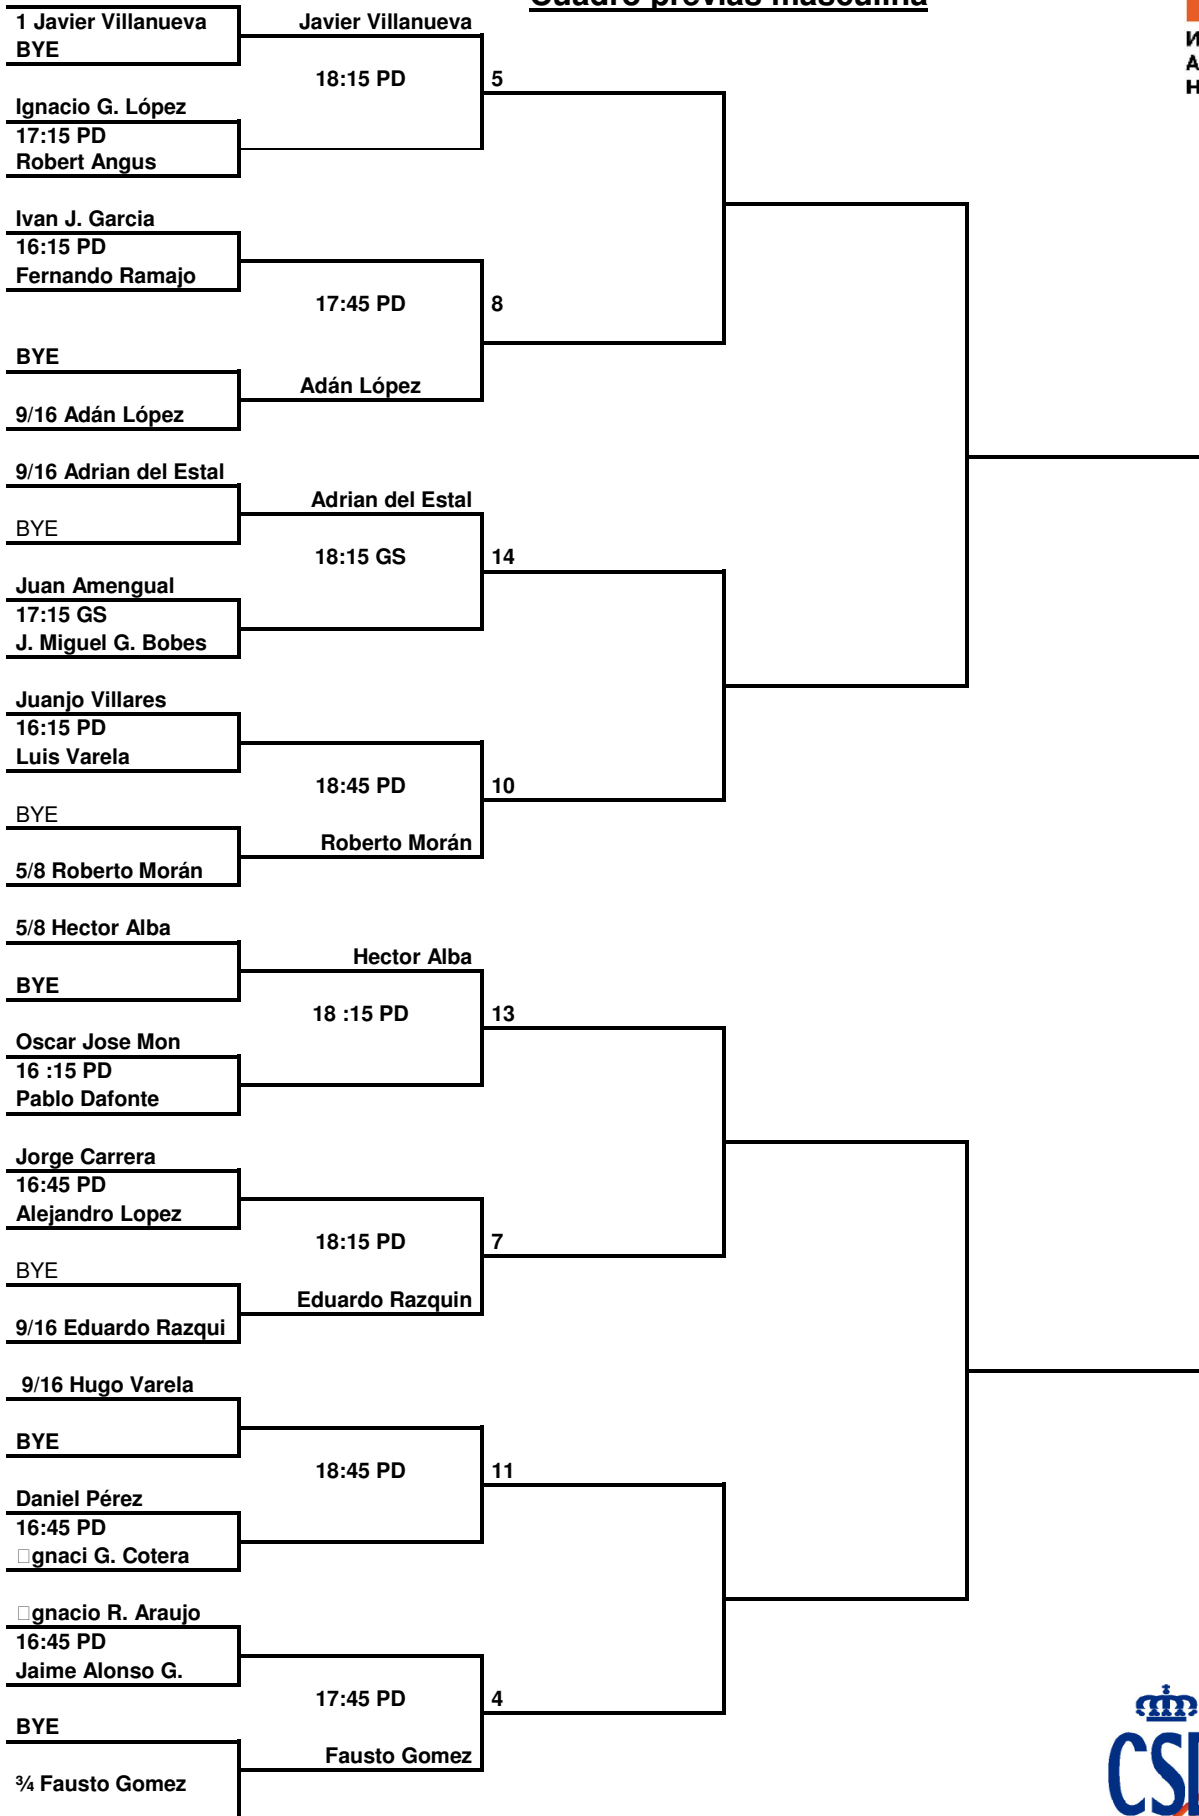 Cuadro previas masculina
1 Javier Villanueva
Javier Villanueva
BYE
18:15 PD
5
Ignacio G. López
17:15 PD
Robert Angus
Ivan J. Garcia
16:15 PD
Fernando Ramajo
17:45 PD
8
BYE
Adán López
9/16 Adán López
9/16 Adrian del Estal
Adrian del Estal
BYE
18:15 GS
14
Juan Amengual
17:15 GS
J. Miguel G. Bobes
Juanjo Villares
16:15 PD
Luis Varela
18:45 PD
10
BYE
Roberto Morán
5/8 Roberto Morán
5/8 Hector Alba
Hector Alba
BYE
18 :15 PD
13
Oscar Jose Mon
16 :15 PD
Pablo Dafonte
Jorge Carrera
16:45 PD
Alejandro Lopez
18:15 PD
7
BYE
Eduardo Razquin
9/16 Eduardo Razqui
9/16 Hugo Varela
BYE
18:45 PD
11
Daniel Pérez
16:45 PD
□gnaci G. Cotera
□gnacio R. Araujo
16:45 PD
Jaime Alonso G.
17:45 PD
4
BYE
Fausto Gomez
¾ Fausto Gomez